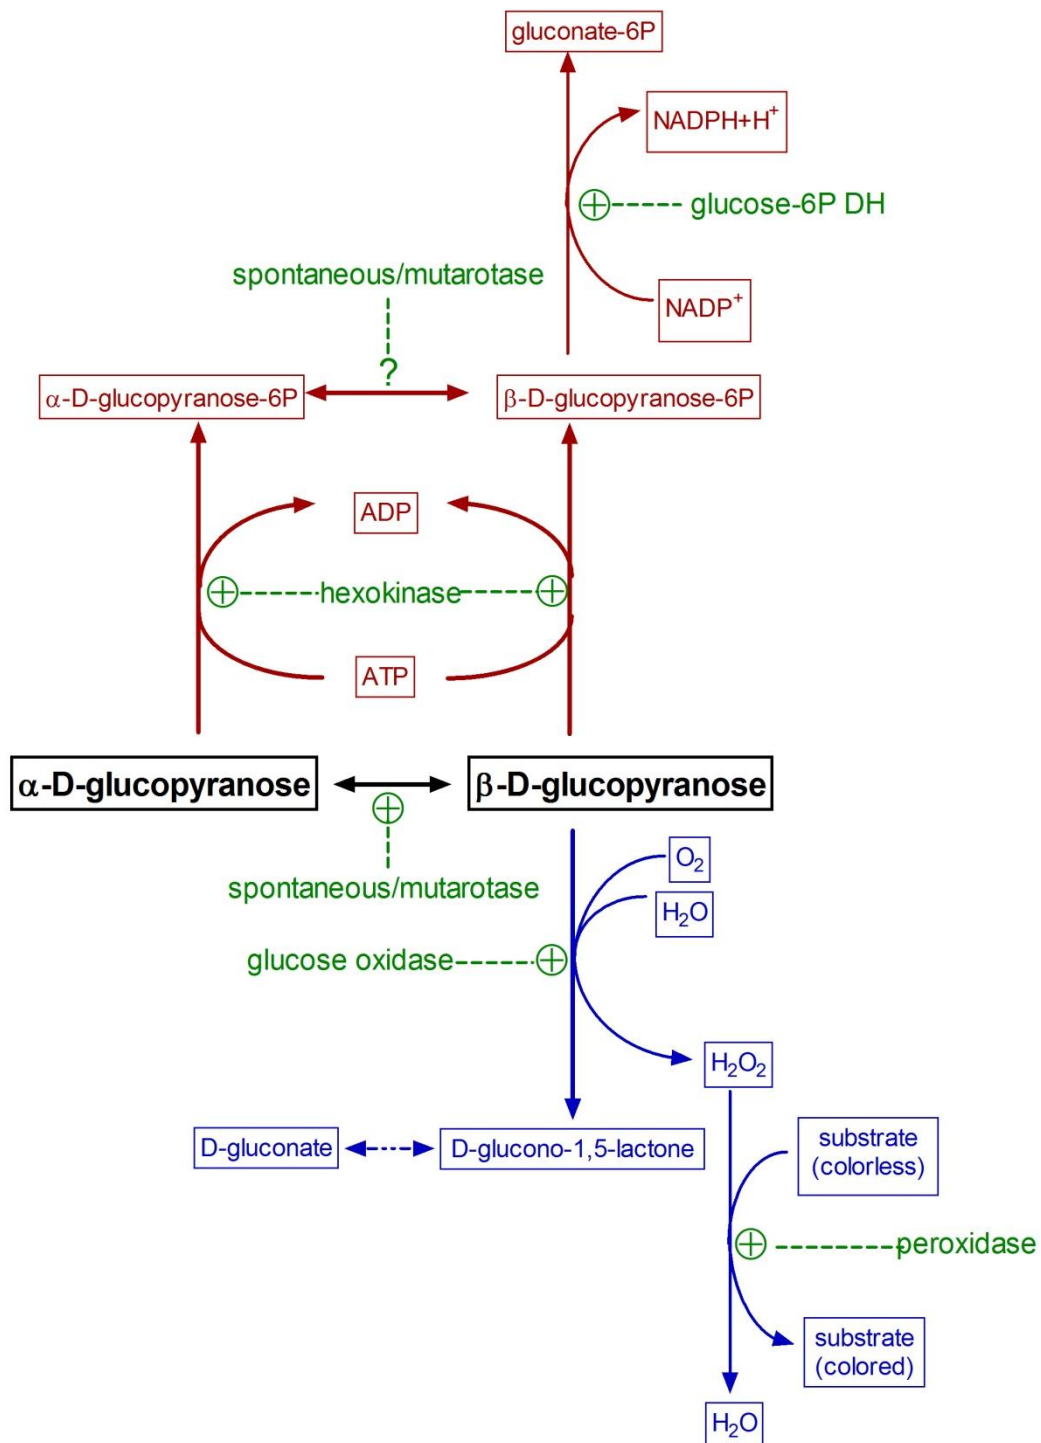 gluconate-6P
NADPH+H⁺
glucose-6P DH
spontaneous/mutarotase
NADP⁺
?
α-D-glucopyranose-6P
β-D-glucopyranose-6P
ADP
hexokinase
ATP
α-D-glucopyranose
β-D-glucopyranose
O₂
spontaneous/mutarotase
H₂O
glucose oxidase
H₂O₂
D-gluconate
D-glucono-1,5-lactone
substrate
(colorless)
peroxidase
substrate
(colored)
H₂O